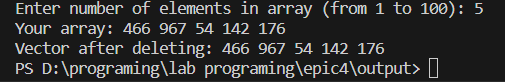 Enter number of elements in array (from 1 to 100): 5
Your array: 466 967 54 142 176
Vector after deleting: 466 967 54 142 176
PS D:\programing\lab programing\epic4\output>